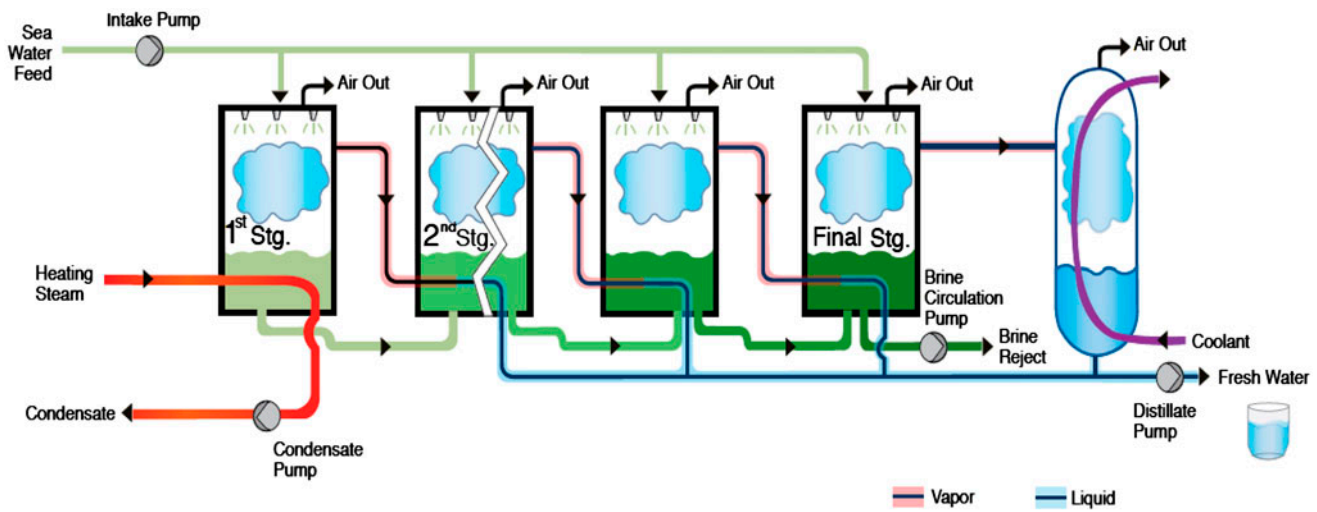 Intake Pump
Sea
Water
Feed
Air Out
Air Out
Air Out
Air Out
Air Out
1st Stg.
2nd Stg.
Final Stg.
Heating
Steam
Brine
Circulation
Pump
Brine
Reject
Coolant
Condensate
Condensate
Pump
Fresh Water
Distillate
Pump
Vapor
Liquid